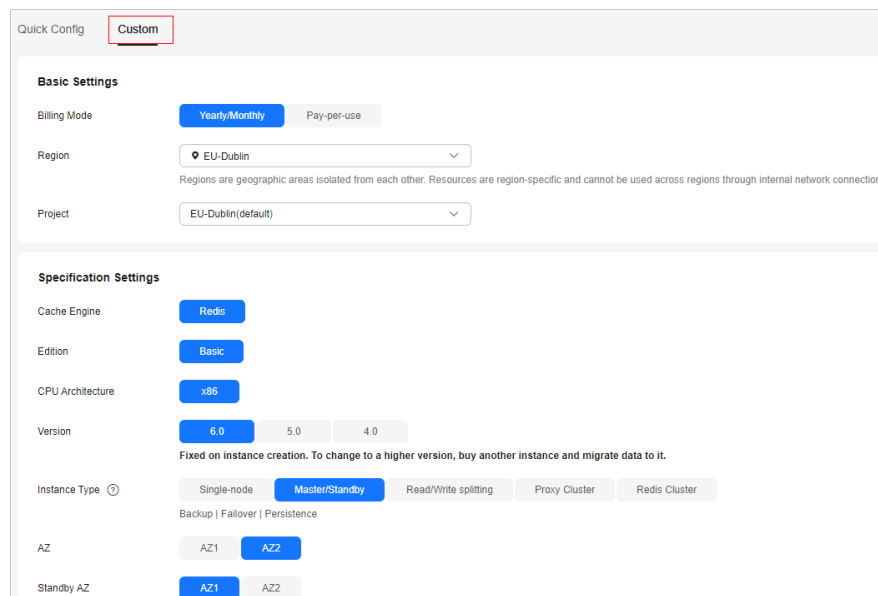 Quick Config Custom
Basic Settings
Billing Mode Yearly/Monthly Pay-per-use
Region EU-Dublin
Regions are geographic areas isolated from each other. Resources are region-specific and cannot be used across regions through internal network connection
Project EU-Dublin(default)
Specification Settings
Cache Engine Redis
Edition Basic
CPU Architecture x86
Version 6.0 5.0 4.0
Fixed on instance creation. To change to a higher version, buy another instance and migrate data to it.
Instance Type ? Single-node Master/Standby Read/Write splitting Proxy Cluster Redis Cluster
Backup | Failover | Persistence
AZ AZ1 AZ2
Standby AZ AZ1 AZ2